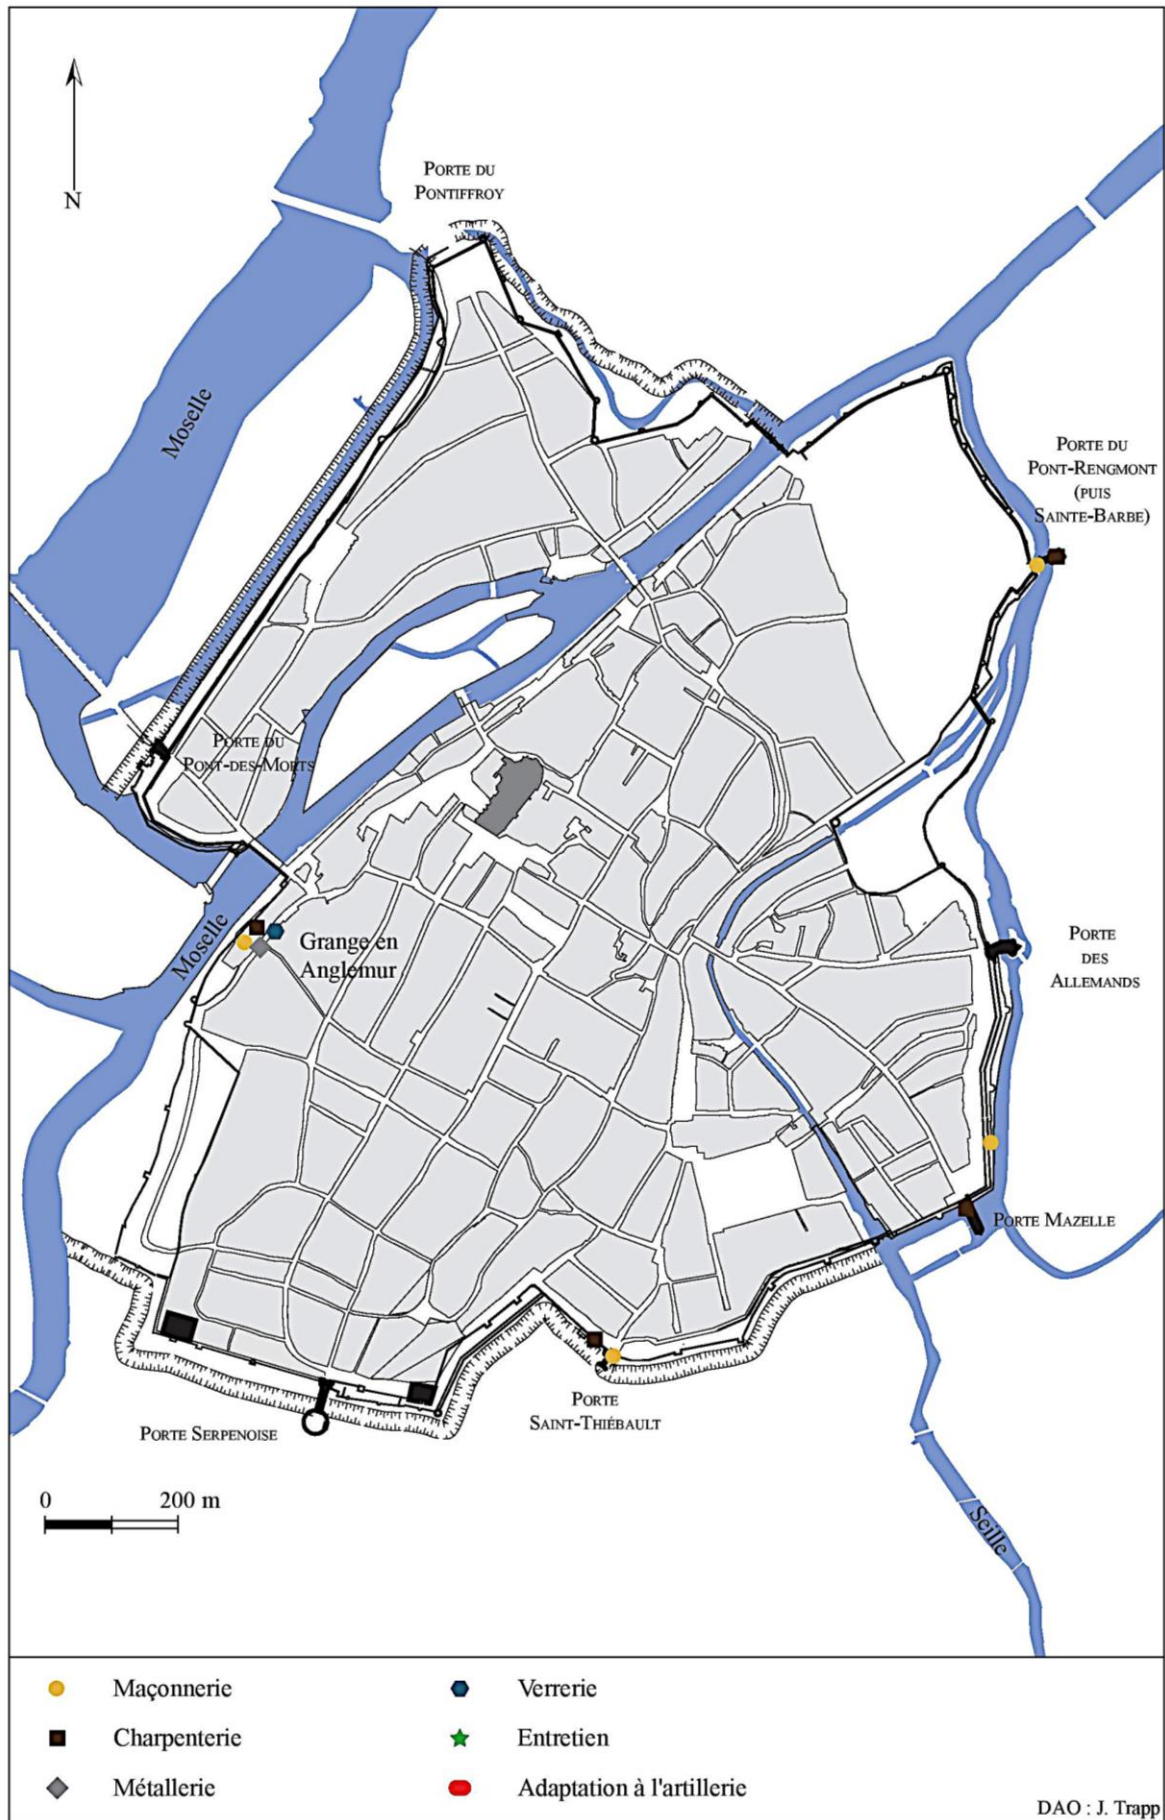 N
Porte du
Pontiffroy
Moselle
Porte du
Pont-Rengmont
(puis
Sainte-Barbe)
Porte du
Pont-des-Morts
Moselle
Grange en
Anglemur
Porte
des
Allemands
Porte Mazelle
Porte
Saint-Thiébault
Porte Serpenoise
0 200 m
Seille
Maçonnerie
Charpenterie
Métallerie
Verrerie
Entretien
Adaptation à l'artillerie
DAO : J. Trapp